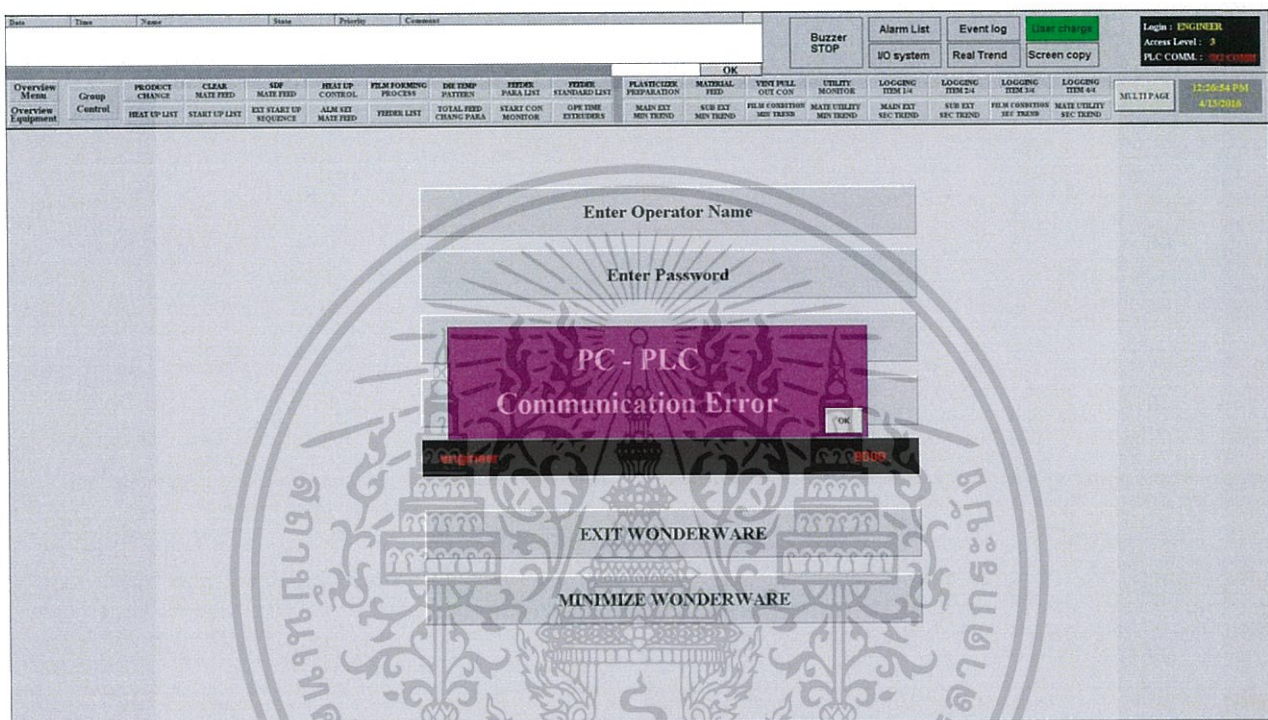 Date Time Name State Priority Comment
Buzzer STOP
Alarm List Event log User change
I/O system Real Trend Screen copy
Login : ENGINEER
Access Level : 3
PLC COMM. : NO COMM
OK
Overview Menu
Overview Equipment
Group Control
PRODUCT CHANGE CLEAR MATE FEED SDF MATE FEED HEAT UP CONTROL FILM FORMING PROCESS DIE TEMP PATTERN FEEDER PARA LIST FEEDER STANDARD LIST PLASTICIZER PREPARATION MATERIAL FEED VENT PULL OUT CON UTILITY MONITOR LOGGING ITEM 1/4 LOGGING ITEM 2/4 LOGGING ITEM 3/4 LOGGING ITEM 4/4
HEAT UP LIST START UP LIST EXT START UP SEQUENCE ALM SET MATE FEED FEEDER LIST TOTAL FEED CHANG PARA START CON MONITOR OPE TIME EXTRUDERS MAIN EXT MIN TREND SUB EXT MIN TREND FILM CONDITION MIN TREND MATE UTILITY MIN TREND MAIN EXT SEC TREND SUB EXT SEC TREND FILM CONDITION SEC TREND MATE UTILITY SEC TREND
MULTI PAGE
12:26:54 PM
4/13/2016
Enter Operator Name
Enter Password
PC - PLC
Communication Error
OK
engineer 9000
EXIT WONDERWARE
MINIMIZE WONDERWARE